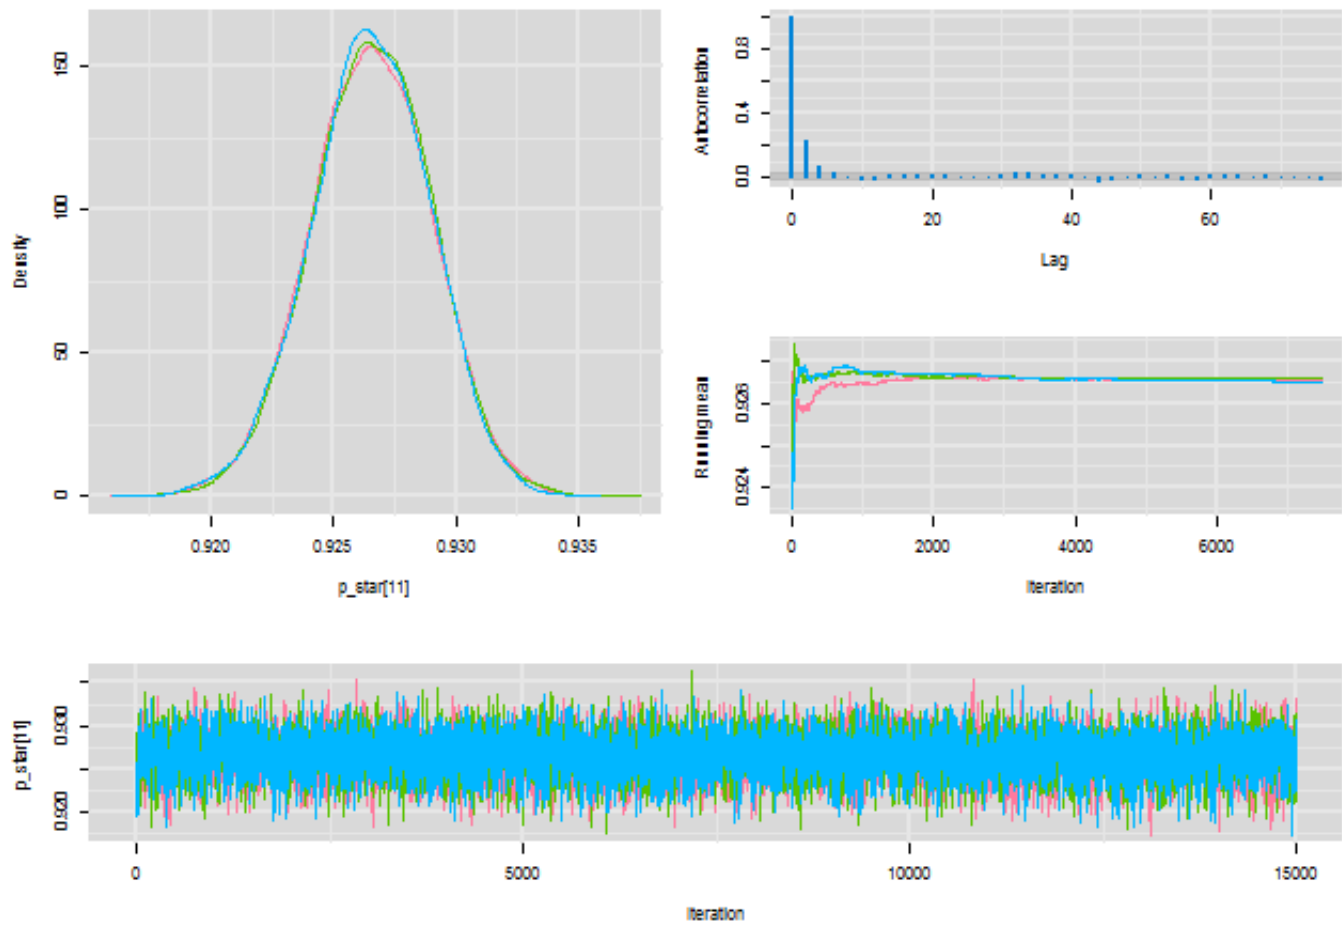 150
100
50
0
Density
0.920 0.925 0.930 0.935
p_star[11]
0.8
0.4
0.0
Autocorrelation
0 20 40 60
Lag
0.926
0.924
Running mean
0 2000 4000 6000
Iteration
0.930
0.920
p_star[11]
0 5000 10000 15000
Iteration